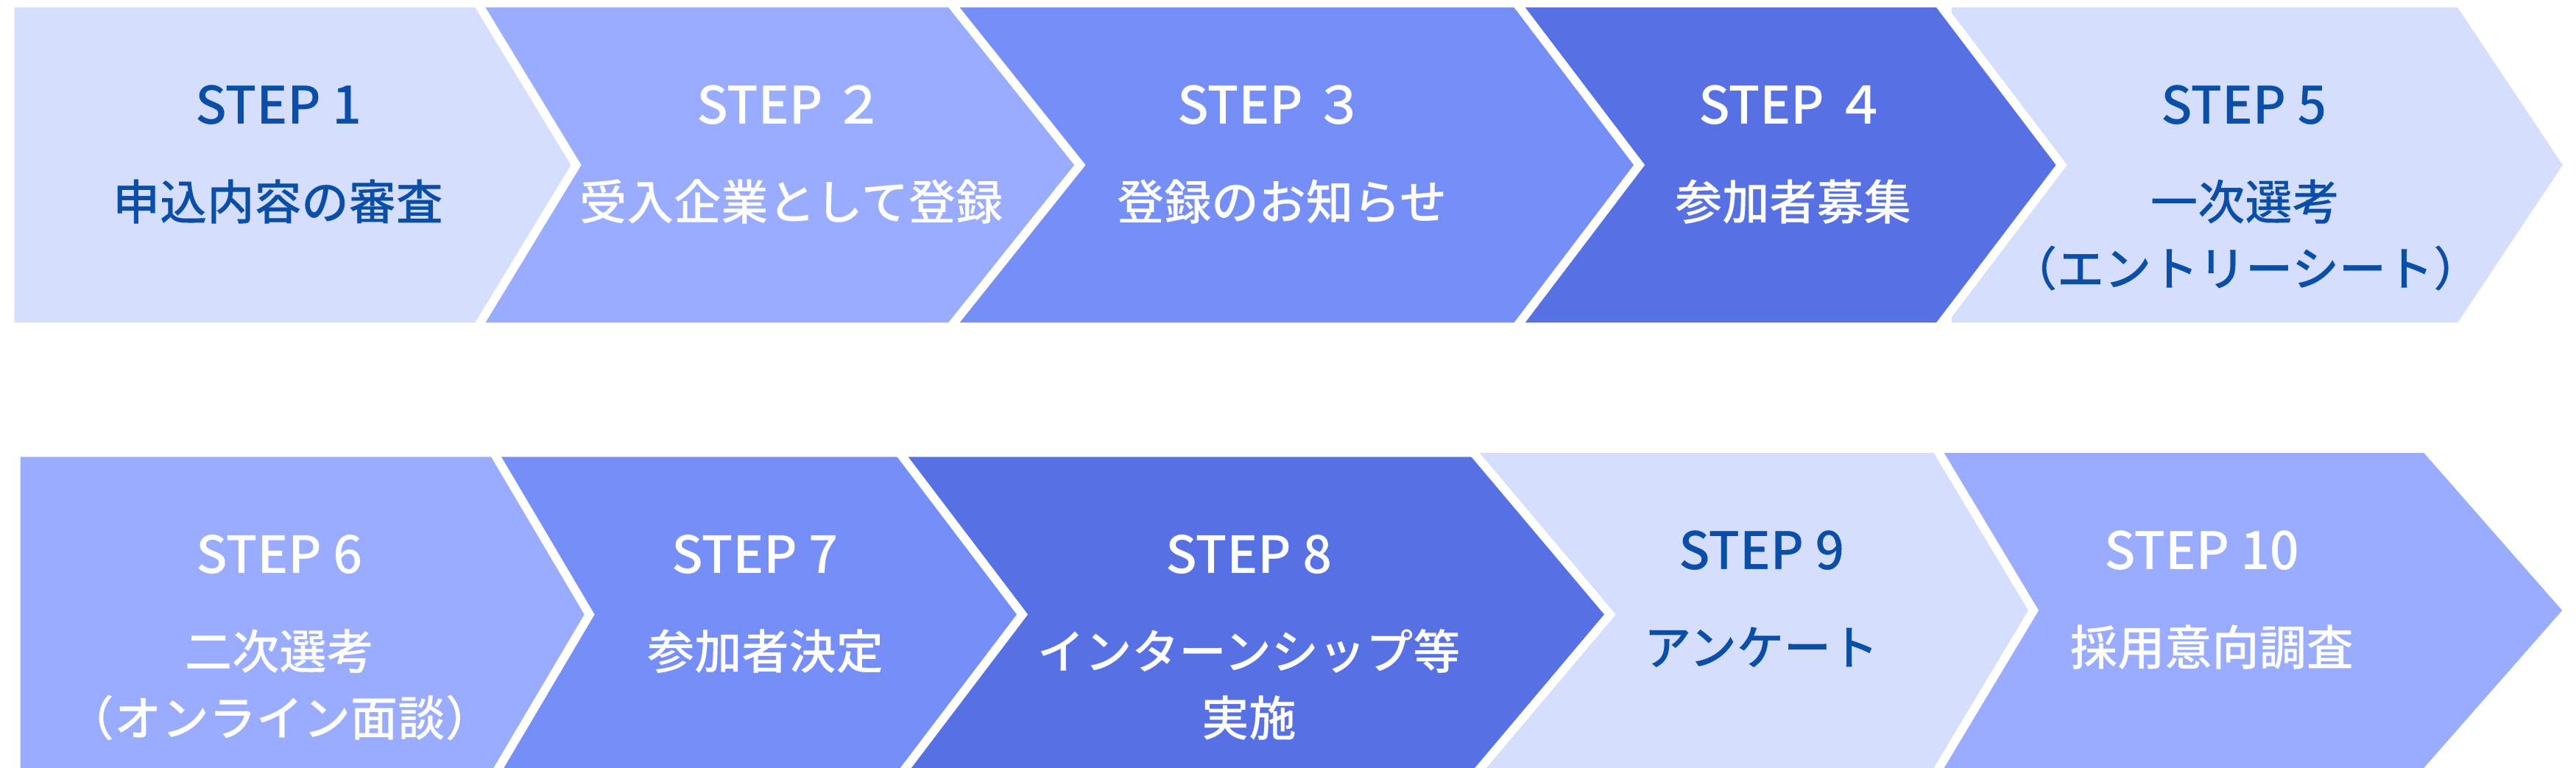 STEP 1
申込内容の審査
STEP 2
受入企業として登録
STEP 3
登録のお知らせ
STEP 4
参加者募集
STEP 5
一次選考
（エントリーシート）
STEP 6
二次選考
（オンライン面談）
STEP 7
参加者決定
STEP 8
インターンシップ等
実施
STEP 9
アンケート
STEP 10
採用意向調査